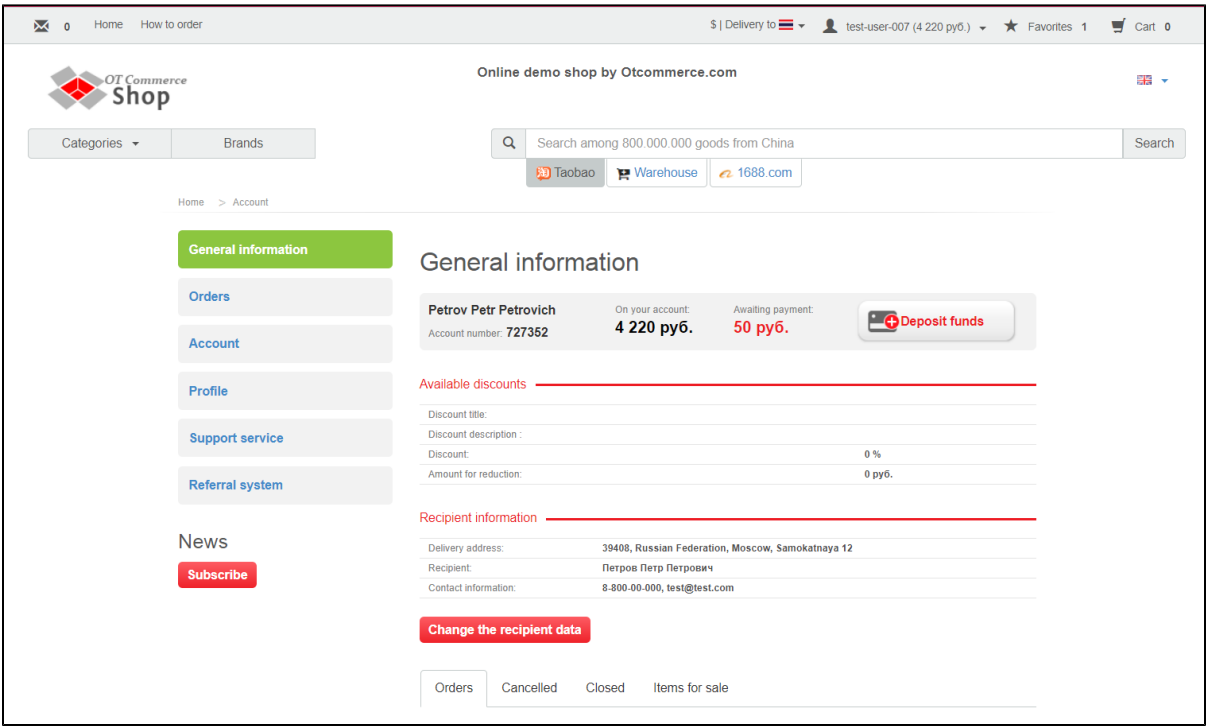 0 Home How to order $ | Delivery to test-user-007 (4 220 руб.) Favorites 1 Cart 0
OT Commerce
Shop
Online demo shop by Otcommerce.com
Categories Brands Search among 800.000.000 goods from China Search
Taobao Warehouse 1688.com
Home > Account
General information
Orders
Account
Profile
Support service
Referral system
News
Subscribe
General information
Petrov Petr Petrovich
Account number: 727352
On your account:
4 220 руб.
Awaiting payment:
50 руб.
Deposit funds
Available discounts
Discount title:
Discount description :
Discount: 0 %
Amount for reduction: 0 руб.
Recipient information
Delivery address: 39408, Russian Federation, Moscow, Samokatnaya 12
Recipient: Петров Петр Петрович
Contact information: 8-800-00-000, test@test.com
Change the recipient data
Orders Cancelled Closed Items for sale